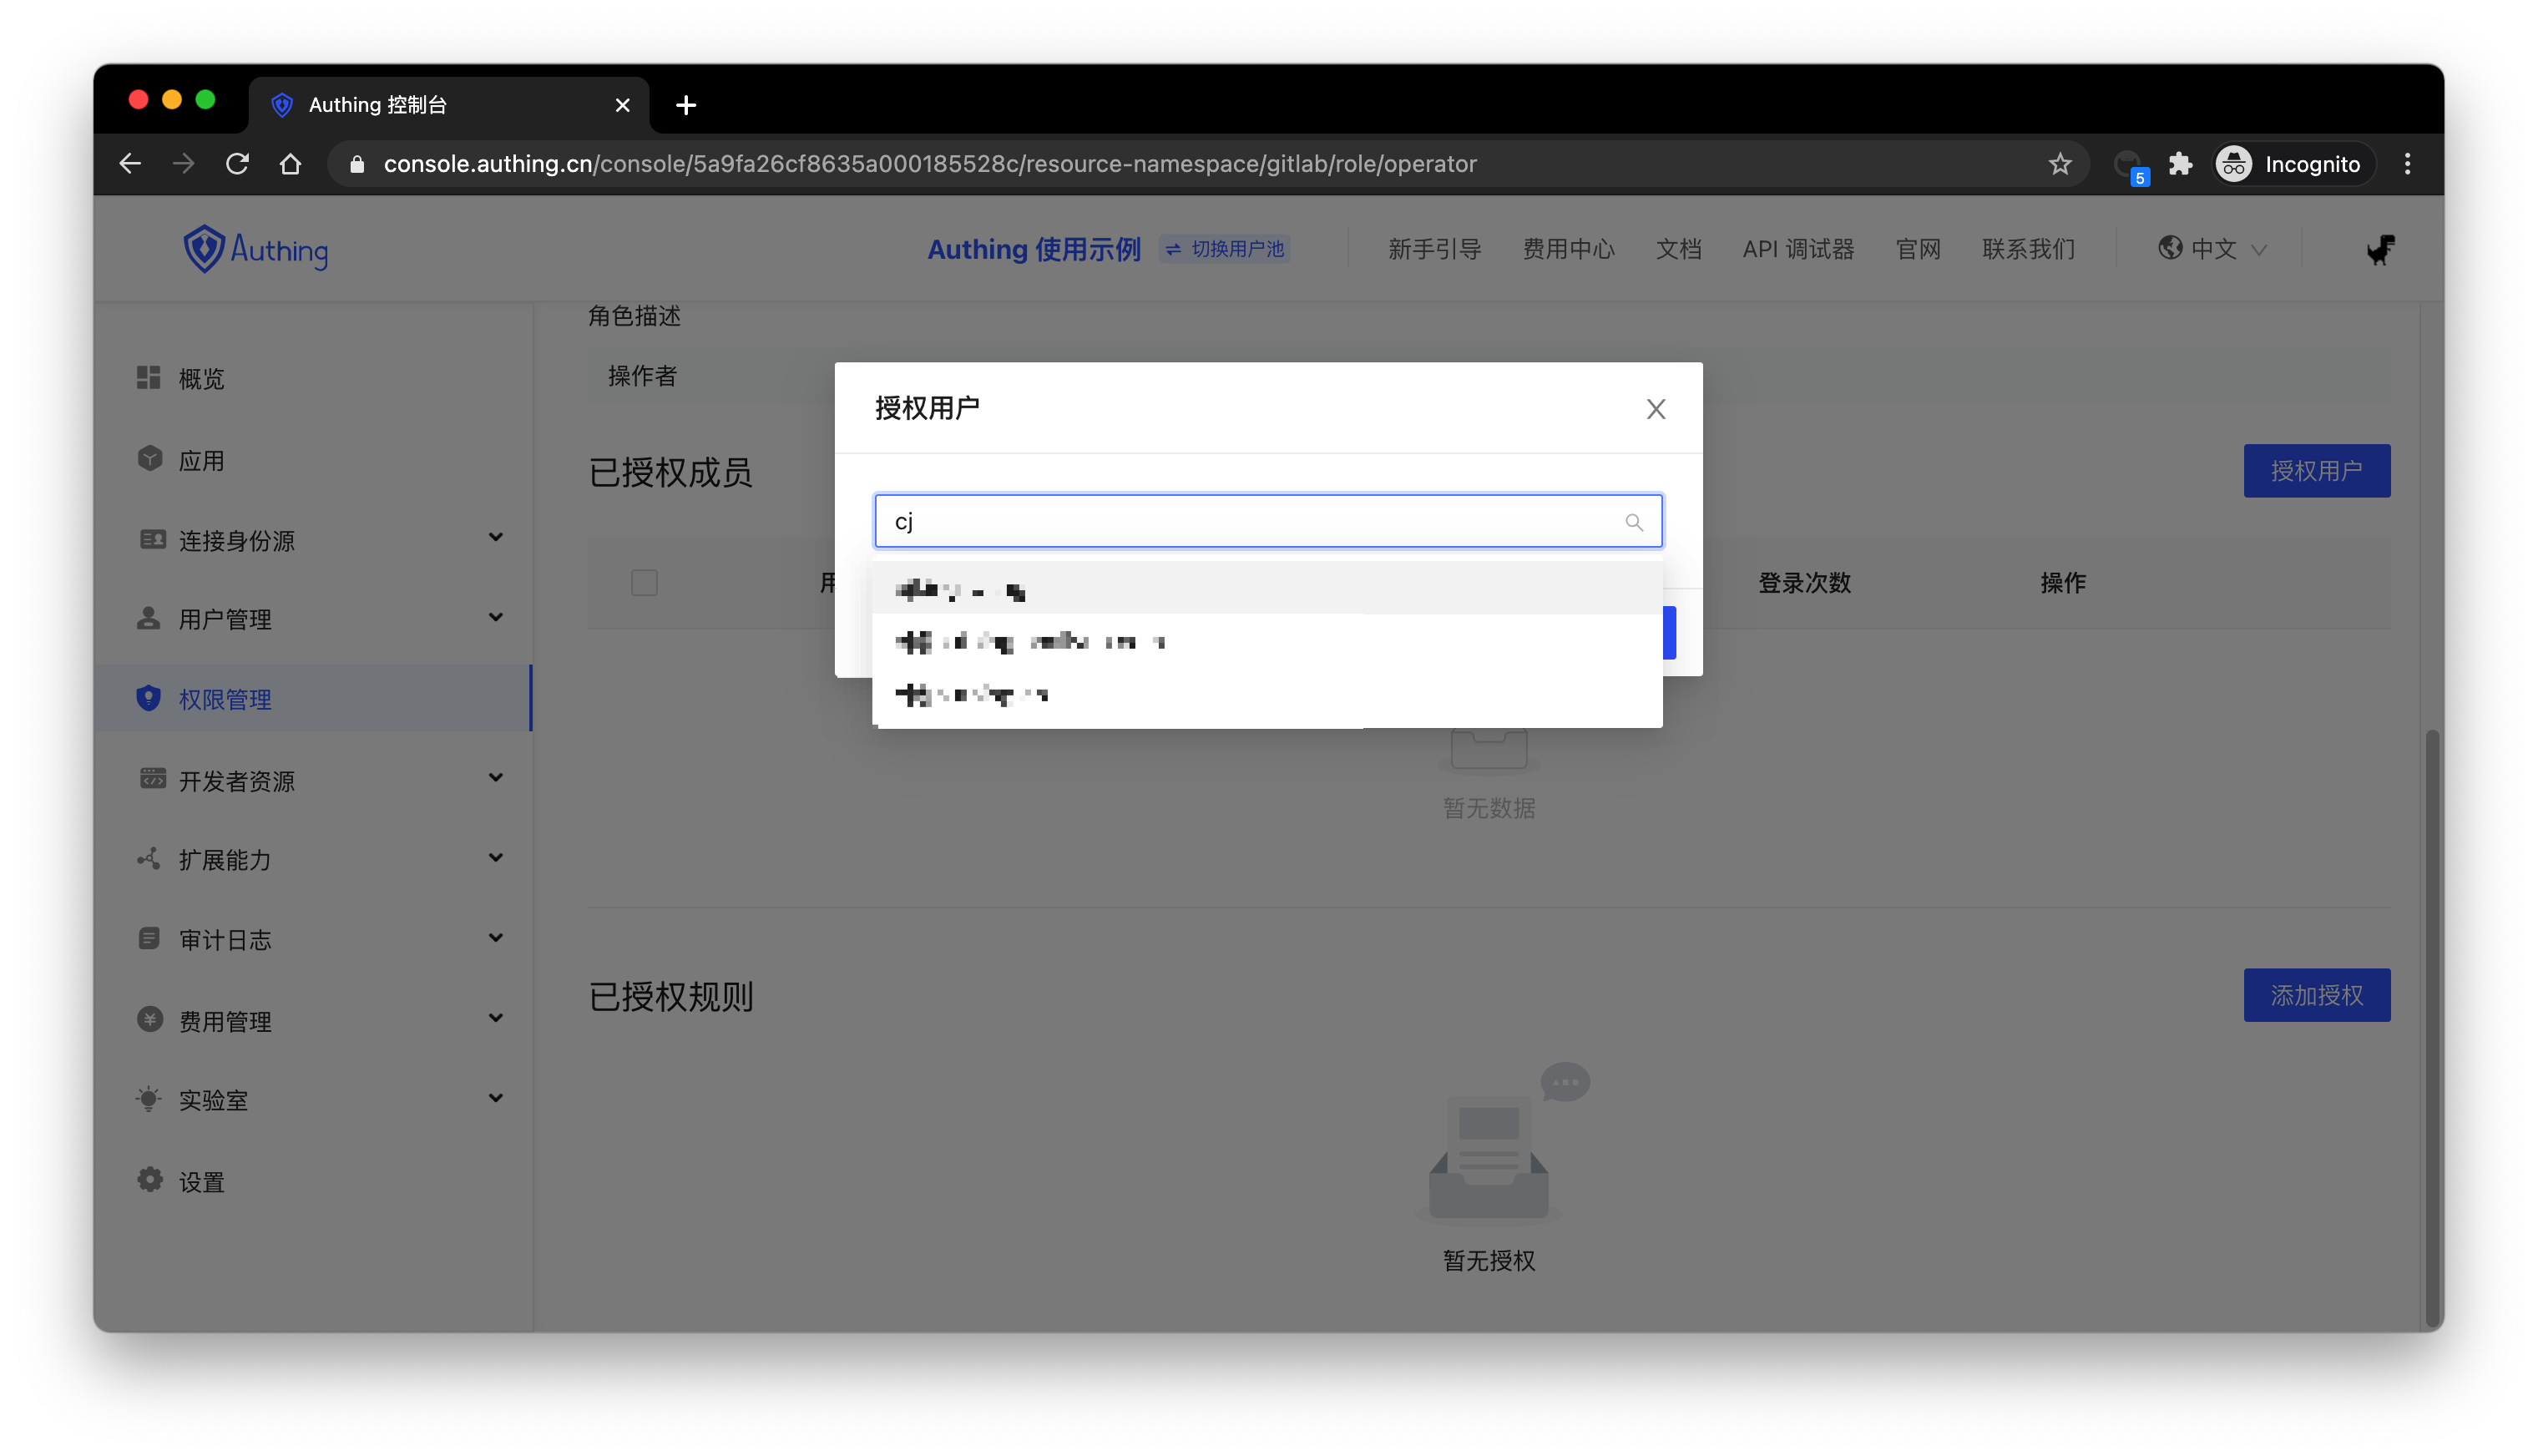 Authing 控制台
console.authing.cn/console/5a9fa26cf8635a000185528c/resource-namespace/gitlab/role/operator
5
Incognito
Authing
Authing 使用示例
切换用户池
新手引导
费用中心
文档
API 调试器
官网
联系我们
中文
概览
应用
连接身份源
用户管理
权限管理
开发者资源
扩展能力
审计日志
费用管理
实验室
设置
角色描述
操作者
已授权成员
授权用户
授权用户
cj
登录次数
操作
暂无数据
已授权规则
添加授权
暂无授权